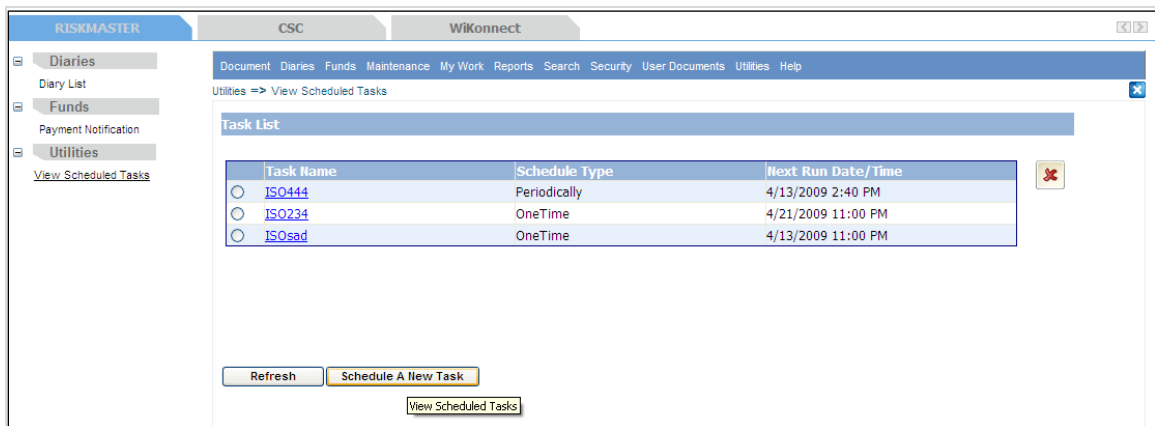 RISKMASTER CSC WiKonnect
Diaries
Diary List
Funds
Payment Notification
Utilities
View Scheduled Tasks
Document Diaries Funds Maintenance My Work Reports Search Security User Documents Utilities Help
Utilities => View Scheduled Tasks
Task List
Task Name Schedule Type Next Run Date/Time
ISO444 Periodically 4/13/2009 2:40 PM
ISO234 OneTime 4/21/2009 11:00 PM
ISOsad OneTime 4/13/2009 11:00 PM
Refresh Schedule A New Task
View Scheduled Tasks